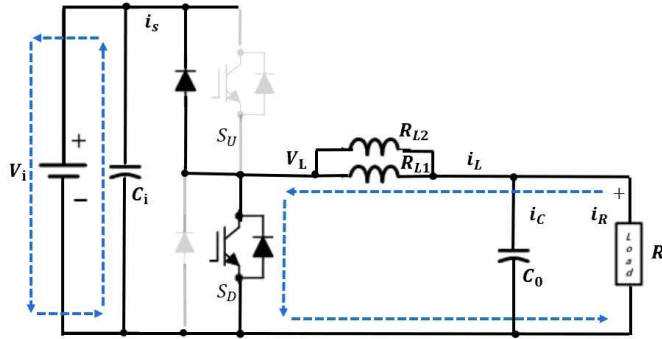 i_s
S_U
R_L2
V_L
R_L1
i_L
+
V_i
−
C_i
+
i_C
i_R
Load
R
S_D
C_0